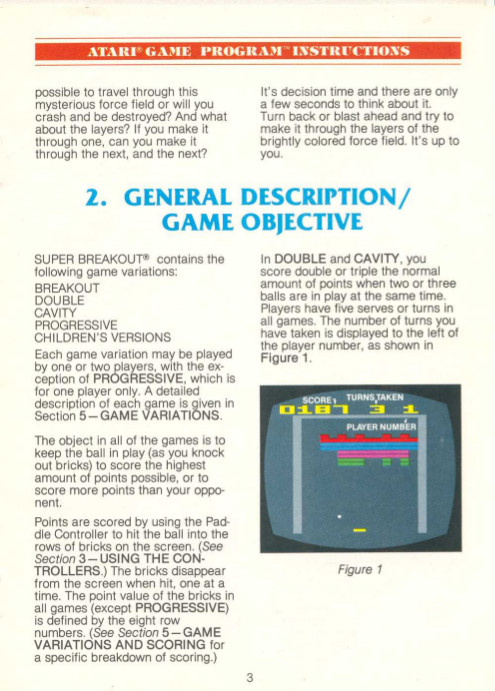 ATARI® GAME PROGRAM™ INSTRUCTIONS
possible to travel through this
mysterious force field or will you
crash and be destroyed? And what
about the layers? If you make it
through one, can you make it
through the next, and the next?
It's decision time and there are only
a few seconds to think about it.
Turn back or blast ahead and try to
make it through the layers of the
brightly colored force field. It's up to
you.
2. GENERAL DESCRIPTION/
GAME OBJECTIVE
SUPER BREAKOUT® contains the
following game variations:
BREAKOUT
DOUBLE
CAVITY
PROGRESSIVE
CHILDREN'S VERSIONS
Each game variation may be played
by one or two players, with the ex-
ception of PROGRESSIVE, which is
for one player only. A detailed
description of each game is given in
Section 5—GAME VARIATIONS.
The object in all of the games is to
keep the ball in play (as you knock
out bricks) to score the highest
amount of points possible, or to
score more points than your oppo-
nent.
Points are scored by using the Pad-
dle Controller to hit the ball into the
rows of bricks on the screen. (See
Section 3—USING THE CON-
TROLLERS.) The bricks disappear
from the screen when hit, one at a
time. The point value of the bricks in
all games (except PROGRESSIVE)
is defined by the eight row
numbers. (See Section 5—GAME
VARIATIONS AND SCORING for
a specific breakdown of scoring.)
In DOUBLE and CAVITY, you
score double or triple the normal
amount of points when two or three
balls are in play at the same time.
Players have five serves or turns in
all games. The number of turns you
have taken is displayed to the left of
the player number, as shown in
Figure 1.
SCORE TURNS TAKEN
0187 3 1
PLAYER NUMBER
Figure 1
3